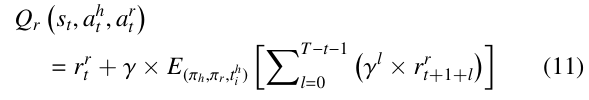 Q_r (s_t, a_t^h, a_t^r)
= r_t^r + γ × E_{(π_h,π_r,t_i^h)} [∑_{l=0}^{T−t−1} (γ^l × r_{t+1+l}^r)] (11)